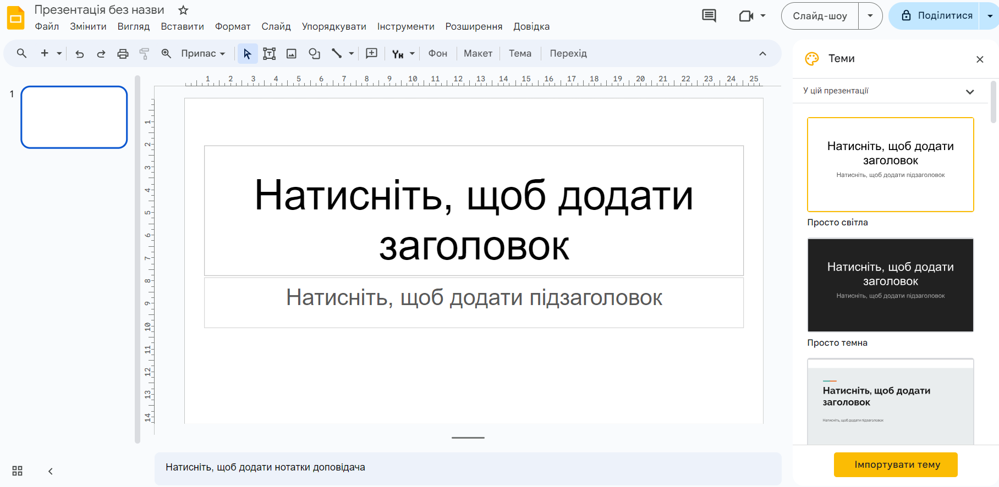 Презентація без назви
Файл Змінити Вигляд Вставити Формат Слайд Упорядкувати Інструменти Розширення Довідка
Слайд-шоу
Поділитися
Припас
Ун
Фон Макет Тема Перехід
Теми
У цій презентації
1
1 2 3 4 5 6 7 8 9 10 11 12 13 14 15 16 17 18 19 20 21 22 23 24 25
1
2
3
4
5
6
7
8
9
10
11
12
13
14
Натисніть, щоб додати
заголовок
Натисніть, щоб додати підзаголовок
Натисніть, щоб додати
заголовок
Натисніть, щоб додати підзаголовок
Просто світла
Натисніть, щоб додати
заголовок
Натисніть, щоб додати підзаголовок
Просто темна
Натисніть, щоб додати
заголовок
Натисніть, щоб додати підзаголовок
Натисніть, щоб додати нотатки доповідача
Імпортувати тему